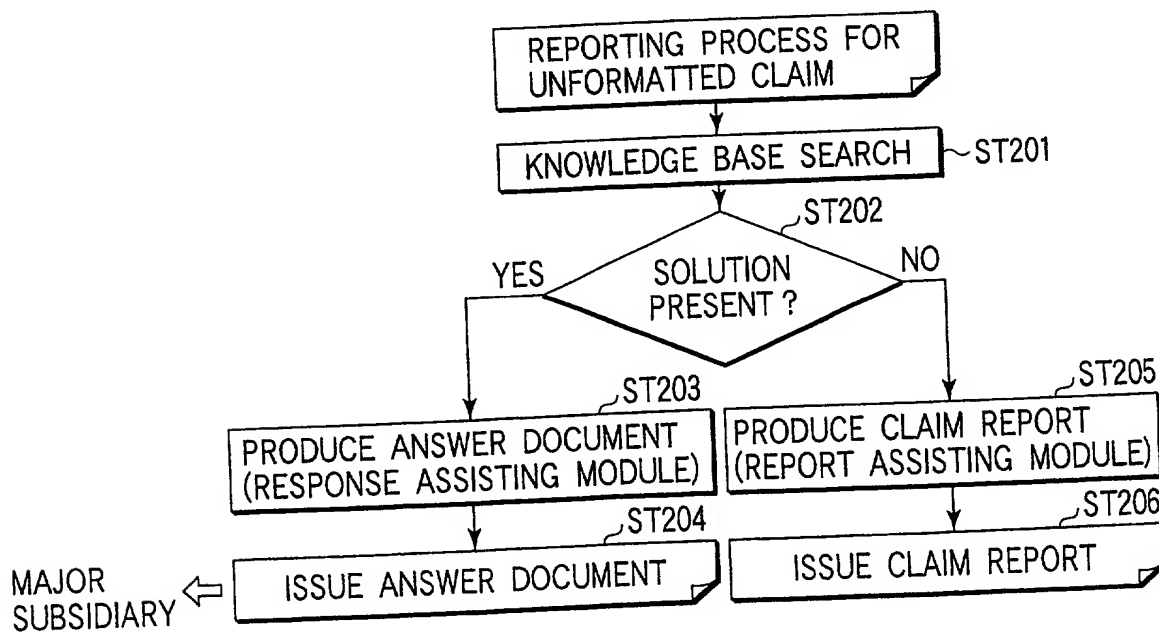 REPORTING PROCESS FOR
UNFORMATTED CLAIM
KNOWLEDGE BASE SEARCH
ST201
ST202
YES
SOLUTION
PRESENT ?
NO
ST203
PRODUCE ANSWER DOCUMENT
(RESPONSE ASSISTING MODULE)
ST205
PRODUCE CLAIM REPORT
(REPORT ASSISTING MODULE)
ST204
ISSUE ANSWER DOCUMENT
ST206
ISSUE CLAIM REPORT
MAJOR
SUBSIDIARY